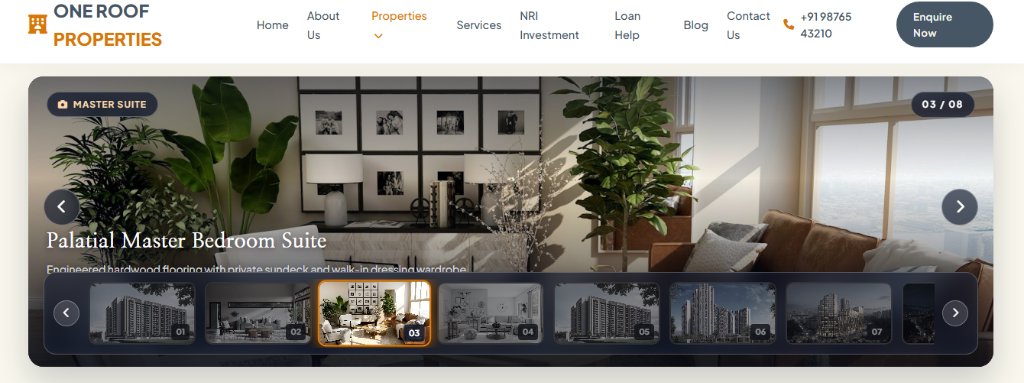 ONE ROOF
PROPERTIES
Home
About
Us
Properties
Services
NRI
Investment
Loan
Help
Blog
Contact
Us
+91 98765
43210
Enquire
Now
MASTER SUITE
03 / 08
Palatial Master Bedroom Suite
Engineered hardwood flooring with private sundeck and walk-in dressing wardrobe
01
02
03
04
05
06
07